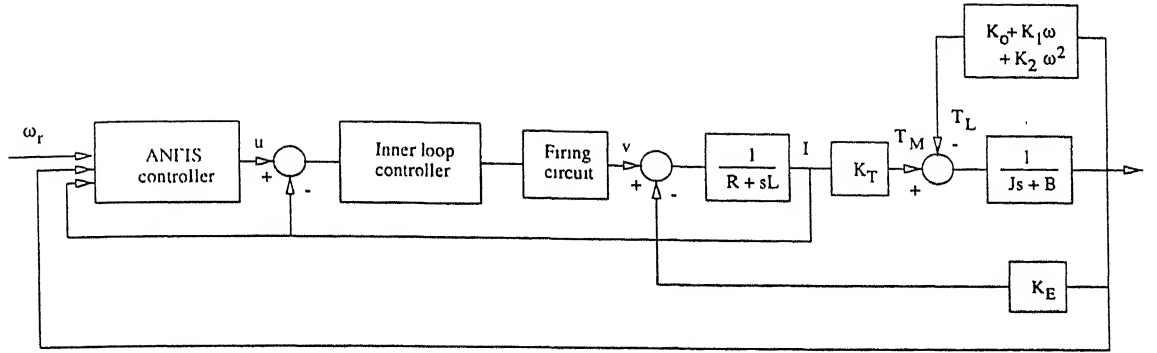 K₀ + K₁ω
+ K₂ ω²
ωᵣ
ANFIS
controller
u
+
-
Inner loop
controller
Firing
circuit
v
+
-
1
R + sL
I
K_T
T_M
+
T_L
-
1
Js + B
K_E